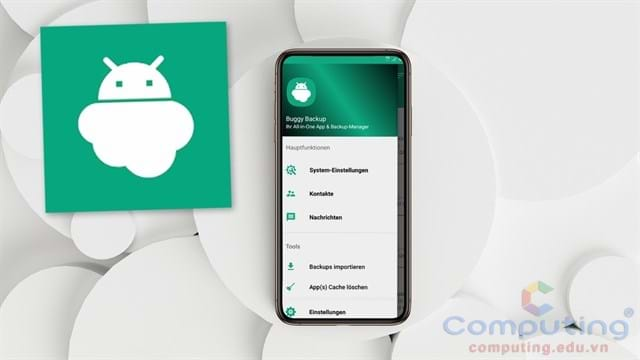 Buggy Backup
Ihr All-in-One App & Backup-Manager
Hauptfunktionen
System-Einstellungen
Kontakte
Nachrichten
Tools
Backups importieren
App(s) Cache löschen
Einstellungen
Computing®
computing.edu.vn